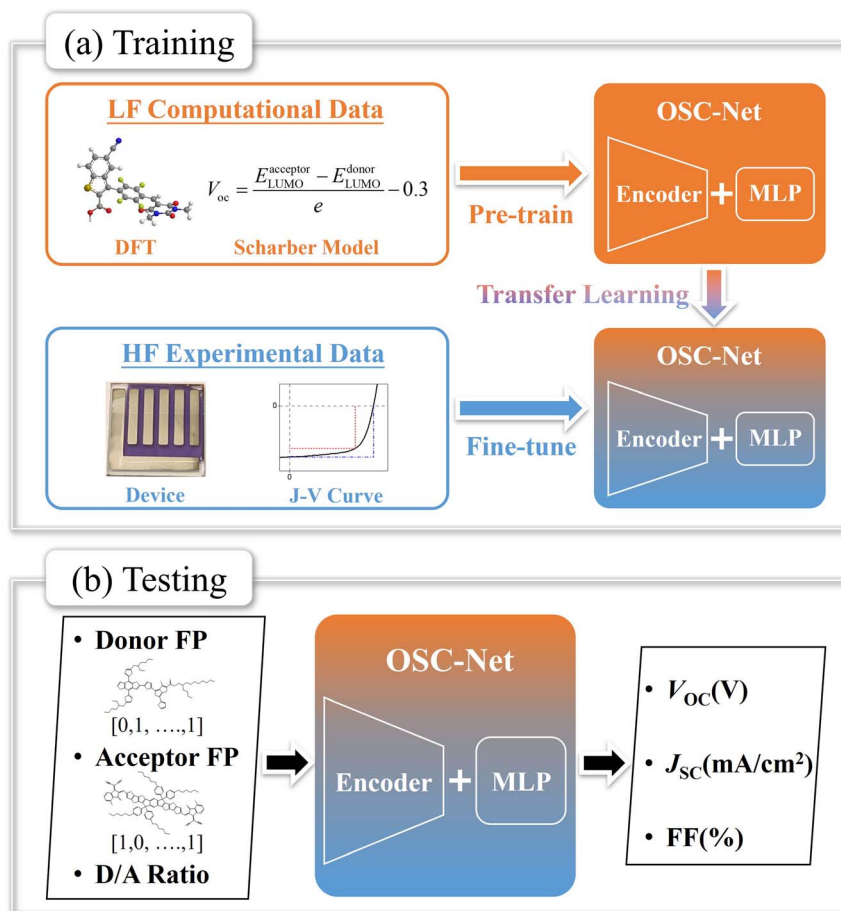 (a) Training
LF Computational Data
V_oc = (E_LUMO^acceptor − E_LUMO^donor) / e − 0.3
DFT
Scharber Model
Pre-train
OSC-Net
Encoder + MLP
Transfer Learning
HF Experimental Data
0
0
Device
J-V Curve
Fine-tune
OSC-Net
Encoder + MLP
(b) Testing
• Donor FP
[0,1, ….,1]
• Acceptor FP
[1,0, ….,1]
• D/A Ratio
OSC-Net
Encoder + MLP
• V_OC(V)
• J_SC(mA/cm²)
• FF(%)